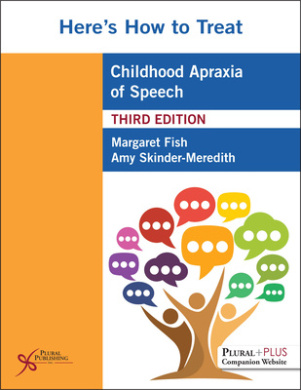 Here's How to Treat
Childhood Apraxia
of Speech
THIRD EDITION
Margaret Fish
Amy Skinder-Meredith
PLURAL
PUBLISHING
PLURAL+PLUS
Companion Website